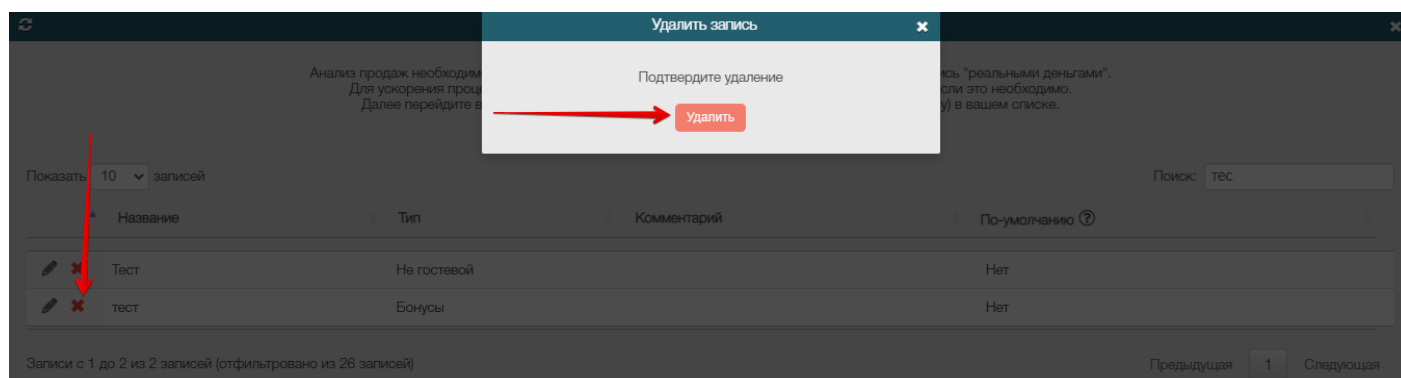 Удалить запись
Анализ продаж необходим
ись "реальными деньгами".
Для ускорения проце
сли это необходимо.
Далее перейдите в
у) в вашем списке.
Подтвердите удаление
Удалить
Показать 10 записей
Поиск: тес
Название Тип Комментарий По-умолчанию ?
Тест Не гостевой Нет
тест Бонусы Нет
Записи с 1 до 2 из 2 записей (отфильтровано из 26 записей)
Предыдущая 1 Следующая